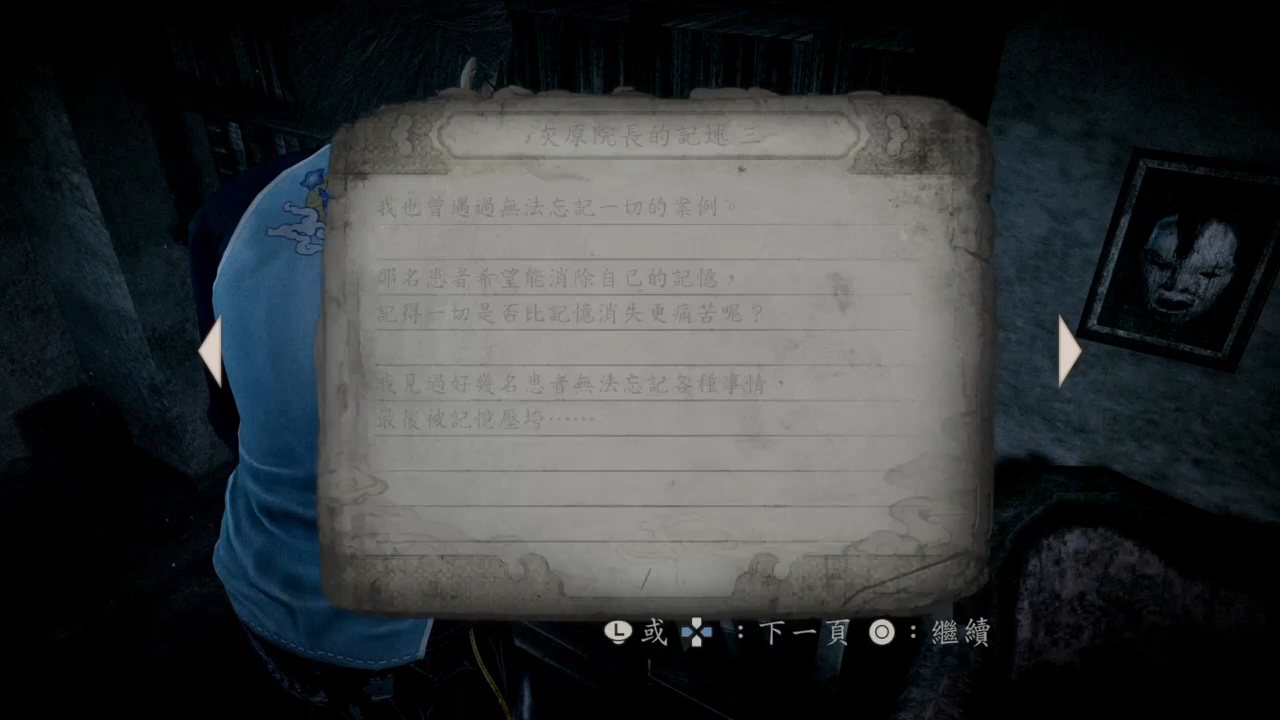 灰原院長的記述 三
我也曾遇過無法忘記一切的案例。
那名患者希望能消除自己的記憶,
記得一切是否比記憶消失更痛苦呢?
我見過好幾名患者無法忘記各種事情,
最後被記憶壓垮……
/
L或 : 下一頁 : 繼續